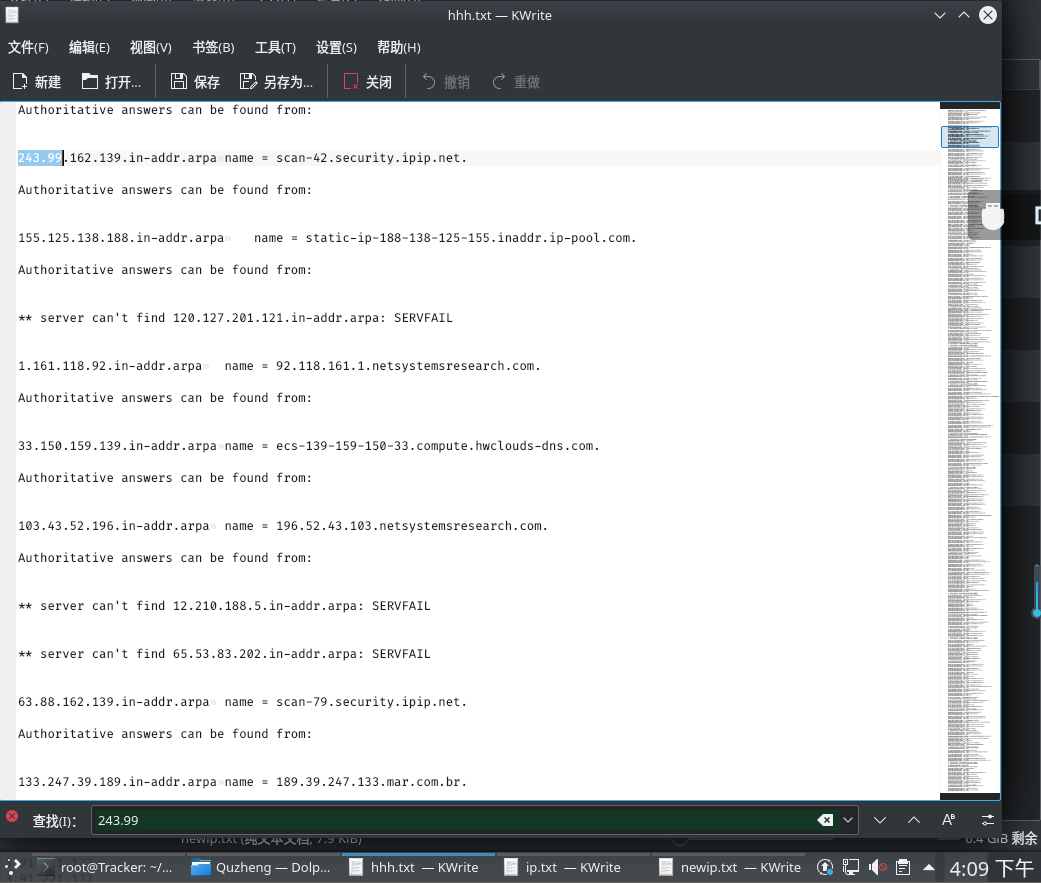 hhh.txt — KWrite
文件(F) 编辑(E) 视图(V) 书签(B) 工具(T) 设置(S) 帮助(H)
新建 打开... 保存 另存为... 关闭 撤销 重做
Authoritative answers can be found from:
243.99.162.139.in-addr.arpa»name = scan-42.security.ipip.net.
Authoritative answers can be found from:
155.125.138.188.in-addr.arpa» name = static-ip-188-138-125-155.inaddr.ip-pool.com.
Authoritative answers can be found from:
** server can't find 120.127.201.121.in-addr.arpa: SERVFAIL
1.161.118.92.in-addr.arpa» name = 92.118.161.1.netsystemsresearch.com.
Authoritative answers can be found from:
33.150.159.139.in-addr.arpa»name = ecs-139-159-150-33.compute.hwclouds-dns.com.
Authoritative answers can be found from:
103.43.52.196.in-addr.arpa» name = 196.52.43.103.netsystemsresearch.com.
Authoritative answers can be found from:
** server can't find 12.210.188.5.in-addr.arpa: SERVFAIL
** server can't find 65.53.83.202.in-addr.arpa: SERVFAIL
63.88.162.139.in-addr.arpa» name = scan-79.security.ipip.net.
Authoritative answers can be found from:
133.247.39.189.in-addr.arpa»name = 189.39.247.133.mar.com.br.
查找(I): 243.99
newip.txt (纯文本文档, 7.9 KiB) 6.4 GiB 剩余
root@Tracker: ~/... Quzheng — Dolp... hhh.txt — KWrite ip.txt — KWrite newip.txt — KWrite 4:09 下午